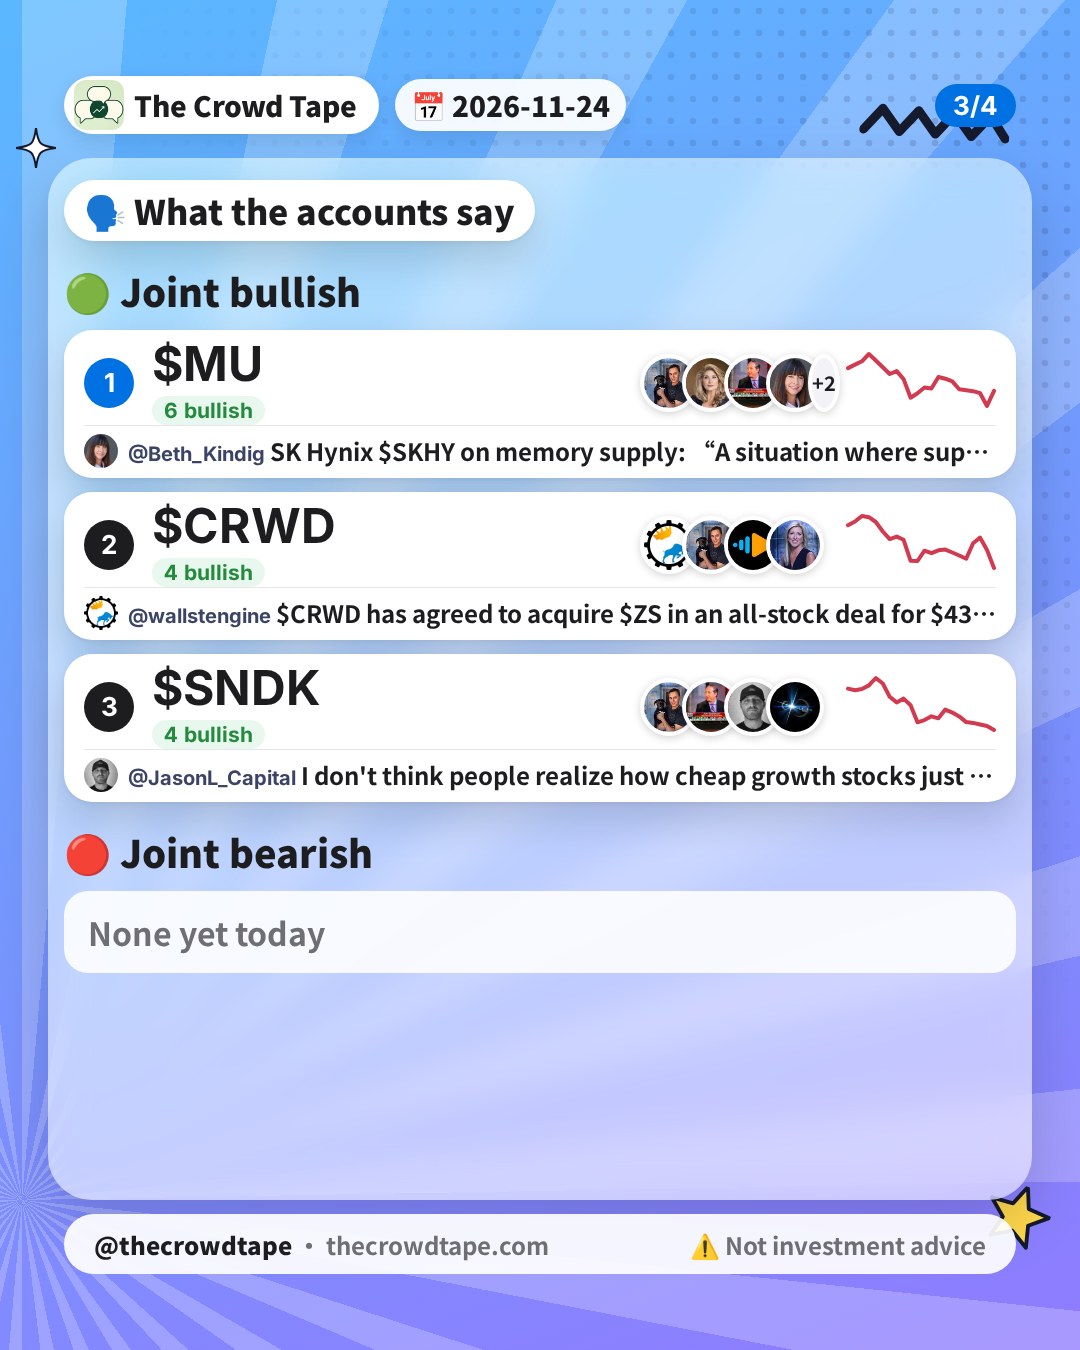 The Crowd Tape
July
2026-11-24
3/4
What the accounts say
Joint bullish
1
$MU
6 bullish
+2
@Beth_Kindig SK Hynix $SKHY on memory supply: “A situation where sup···
2
$CRWD
4 bullish
@wallstengine $CRWD has agreed to acquire $ZS in an all-stock deal for $43···
3
$SNDK
4 bullish
@JasonL_Capital I don't think people realize how cheap growth stocks just ···
Joint bearish
None yet today
@thecrowdtape • thecrowdtape.com
Not investment advice